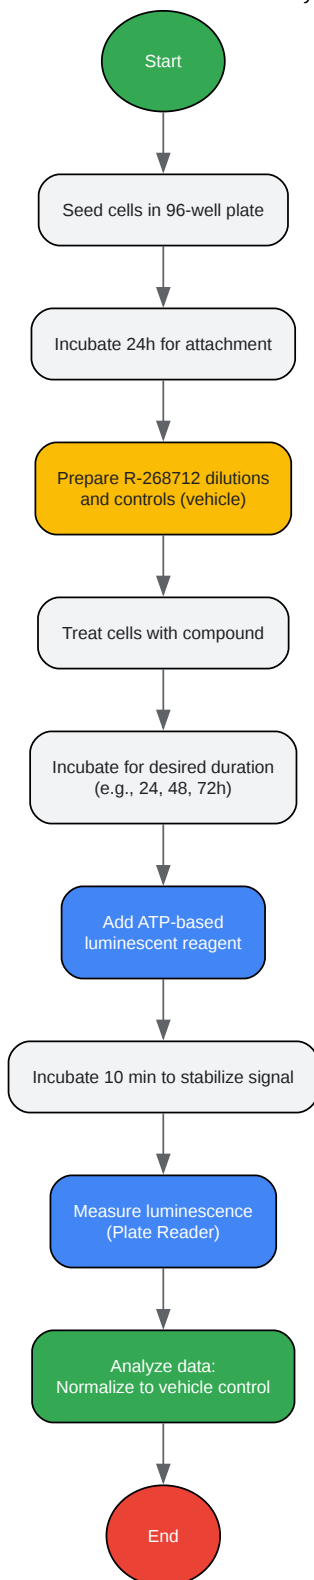 Start
Seed cells in 96-well plate
Incubate 24h for attachment
Prepare R-268712 dilutions
and controls (vehicle)
Treat cells with compound
Incubate for desired duration
(e.g., 24, 48, 72h)
Add ATP-based
luminescent reagent
Incubate 10 min to stabilize signal
Measure luminescence
(Plate Reader)
Analyze data:
Normalize to vehicle control
End